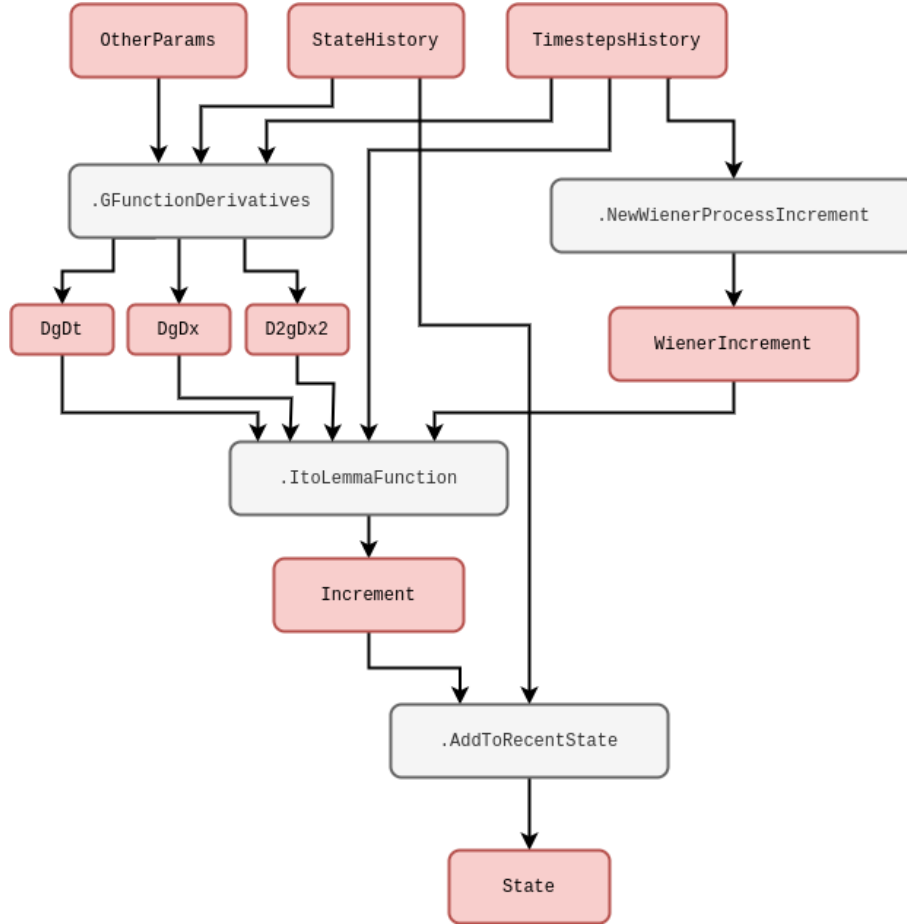 OtherParams
StateHistory
TimestepsHistory
.GFunctionDerivatives
.NewWienerProcessIncrement
DgDt
DgDx
D2gDx2
WienerIncrement
.ItoLemmaFunction
Increment
.AddToRecentState
State